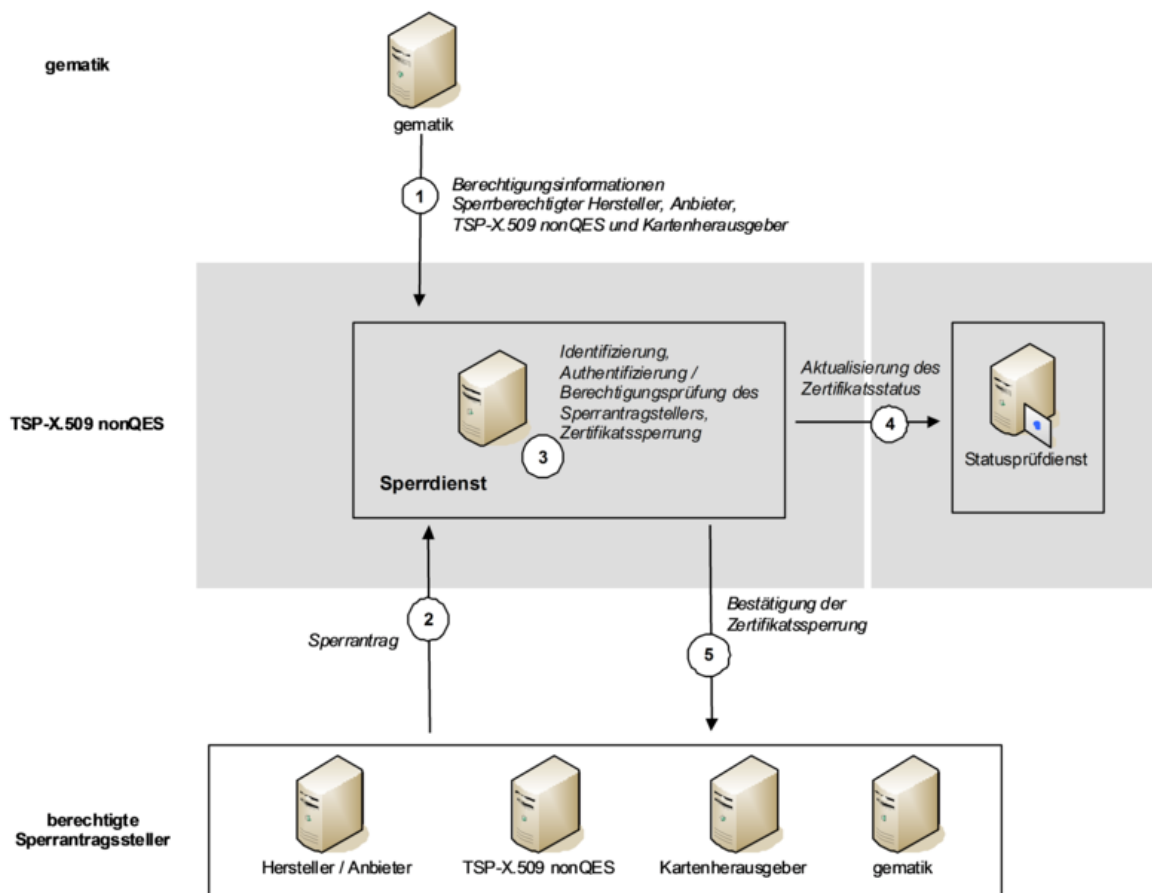 gematik
gematik
1
Berechtigungsinformationen
Sperrberechtigter Hersteller, Anbieter,
TSP-X.509 nonQES und Kartenherausgeber
TSP-X.509 nonQES
Identifizierung,
Authentifizierung /
Berechtigungsprüfung des
Sperrantragstellers,
Zertifikatssperrung
3
Sperrdienst
Aktualisierung des
Zertifikatsstatus
4
Statusprüfdienst
2
Sperrantrag
Bestätigung der
Zertifikatssperrung
5
berechtigte
Sperrantragssteller
Hersteller / Anbieter
TSP-X.509 nonQES
Kartenherausgeber
gematik